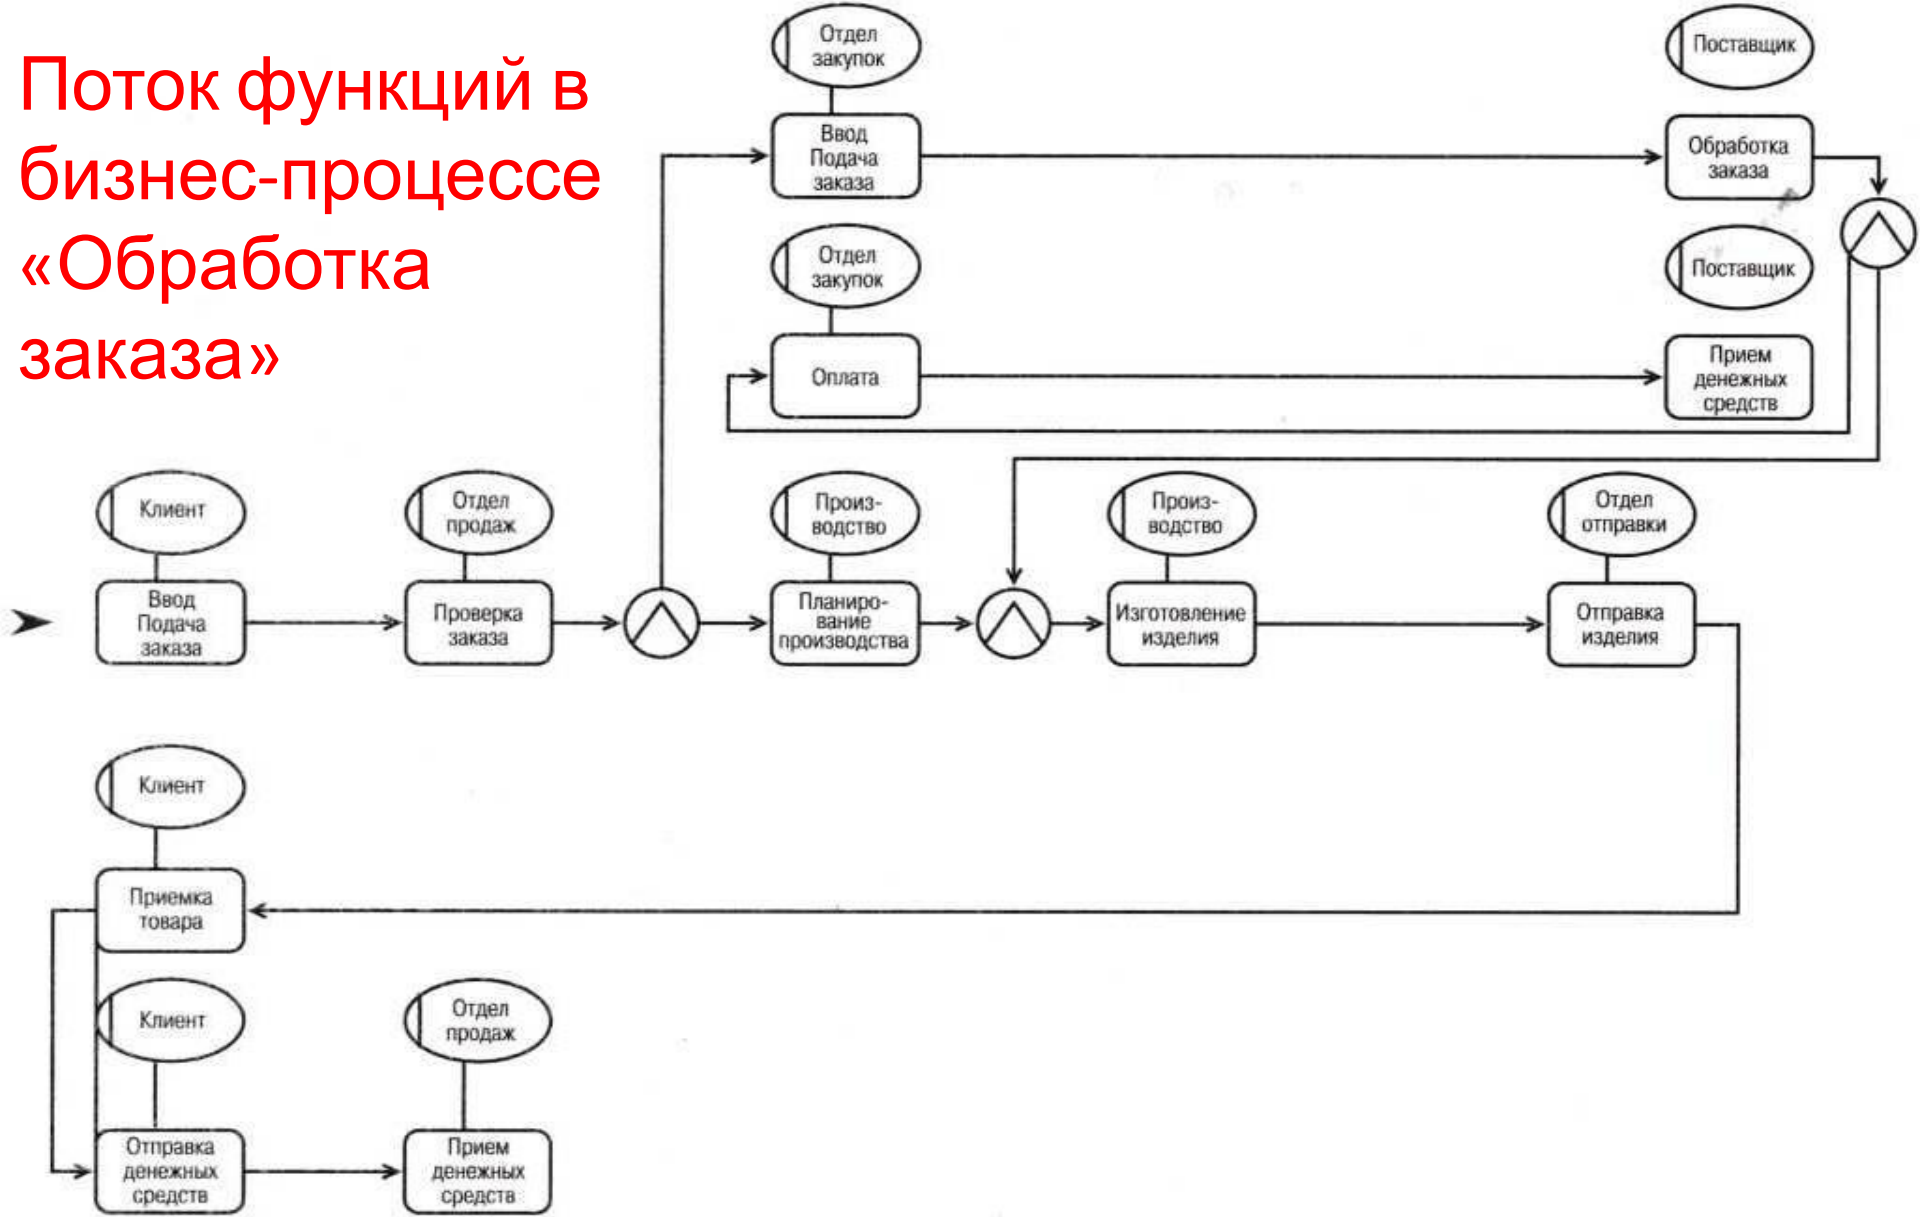 Поток функций в
бизнес-процессе
«Обработка
заказа»
Отдел
закупок
Поставщик
Ввод
Подача
заказа
Обработка
заказа
Отдел
закупок
Поставщик
Оплата
Прием
денежных
средств
Клиент
Отдел
продаж
Произ-
водство
Произ-
водство
Отдел
отправки
Ввод
Подача
заказа
Проверка
заказа
Планиро-
вание
производства
Изготовление
изделия
Отправка
изделия
Клиент
Приемка
товара
Клиент
Отдел
продаж
Отправка
денежных
средств
Прием
денежных
средств